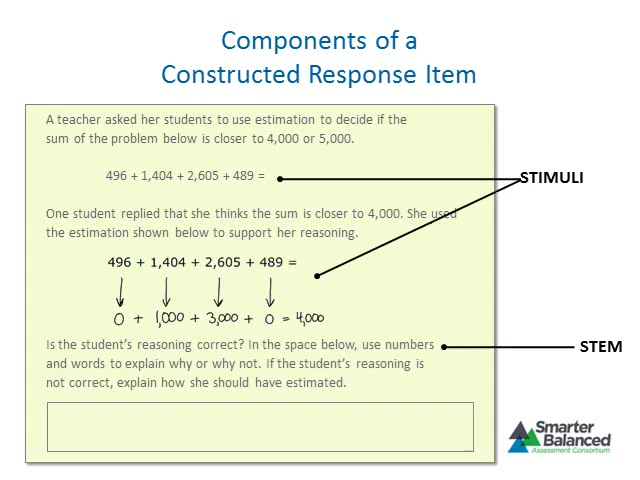 Components of a
Constructed Response Item
A teacher asked her students to use estimation to decide if the
sum of the problem below is closer to 4,000 or 5,000.
496 + 1,404 + 2,605 + 489 =
STIMULI
One student replied that she thinks the sum is closer to 4,000. She used
the estimation shown below to support her reasoning.
496 + 1,404 + 2,605 + 489 =
0 + 1,000 + 3,000 + 0 = 4,000
Is the student's reasoning correct? In the space below, use numbers
and words to explain why or why not. If the student's reasoning is
not correct, explain how she should have estimated.
STEM
Smarter
Balanced
Assessment Consortium